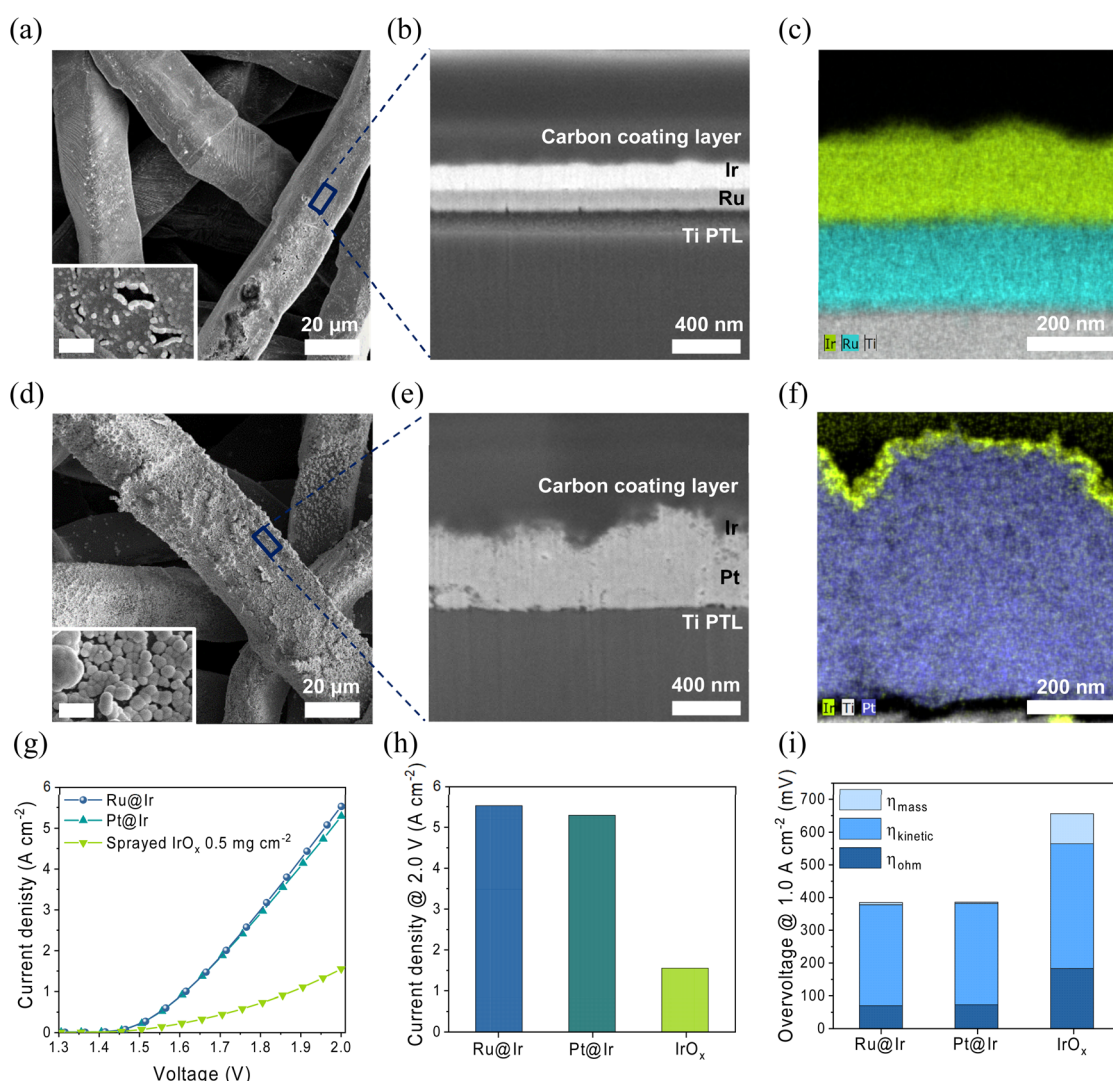 (a)
(b)
(c)
20 µm
Carbon coating layer
Ir
Ru
Ti PTL
400 nm
Ir Ru Ti
200 nm
(d)
(e)
(f)
20 µm
Carbon coating layer
Ir
Pt
Ti PTL
400 nm
Ir Ti Pt
200 nm
(g)
(h)
(i)
Current denisty (A cm⁻²)
6
5
4
3
2
1
0
Ru@Ir
Pt@Ir
Sprayed IrOₓ 0.5 mg cm⁻²
1.3 1.4 1.5 1.6 1.7 1.8 1.9 2.0
Voltage (V)
Current density @ 2.0 V (A cm⁻²)
6
5
4
3
2
1
0
Ru@Ir Pt@Ir IrOₓ
Overvoltage @ 1.0 A cm⁻² (mV)
700
600
500
400
300
200
100
0
ηmass
ηkinetic
ηohm
Ru@Ir Pt@Ir IrOₓ